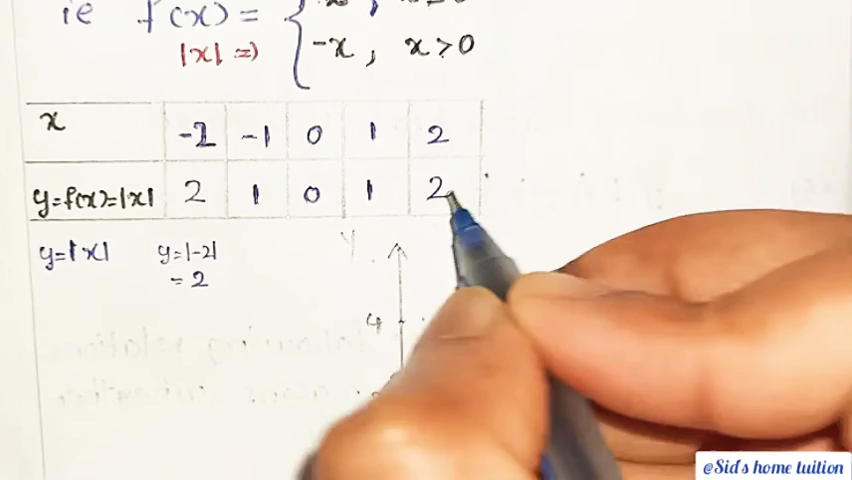 ie f(x) =
|x| =) -x , x > 0
x -2 -1 0 1 2
y=f(x)=|x| 2 1 0 1 2
y=|x| y=|-2|
= 2
Y
4
@Sid's home tuition